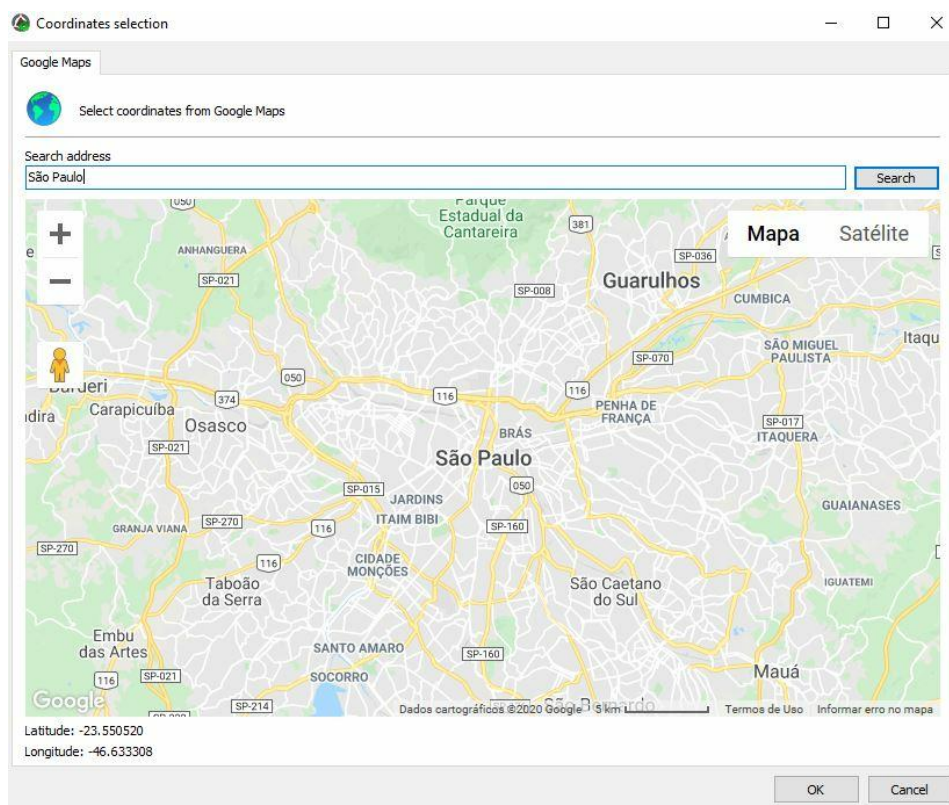 Coordinates selection
Google Maps
Select coordinates from Google Maps
Search address
São Paulo
Search
050
Parque
Estadual da
Cantareira
381
Mapa
Satélite
ANHANGUERA
SP-036
SP-021
SP-008
Guarulhos
CUMBICA
SÃO MIGUEL
PAULISTA
Itaqu
SP-070
050
374
116
116
PENHA DE
FRANÇA
Carapicuíba
Osasco
SP-017
ITAQUERA
BRÁS
SP-021
São Paulo
050
SP-015
JARDINS
GUAIANASES
ITAIM BIBI
GRANJA VIANA
SP-270
116
SP-160
SP-270
CIDADE
MONÇÕES
116
Taboão
da Serra
São Caetano
do Sul
IGUATEMI
Embu
das Artes
SANTO AMARO
SP-160
Mauá
116
SP-021
SOCORRO
Google
SP-214
Dados cartográficos ©2020 Google
5 km
Termos de Uso
Informar erro no mapa
Latitude: -23.550520
Longitude: -46.633308
OK
Cancel